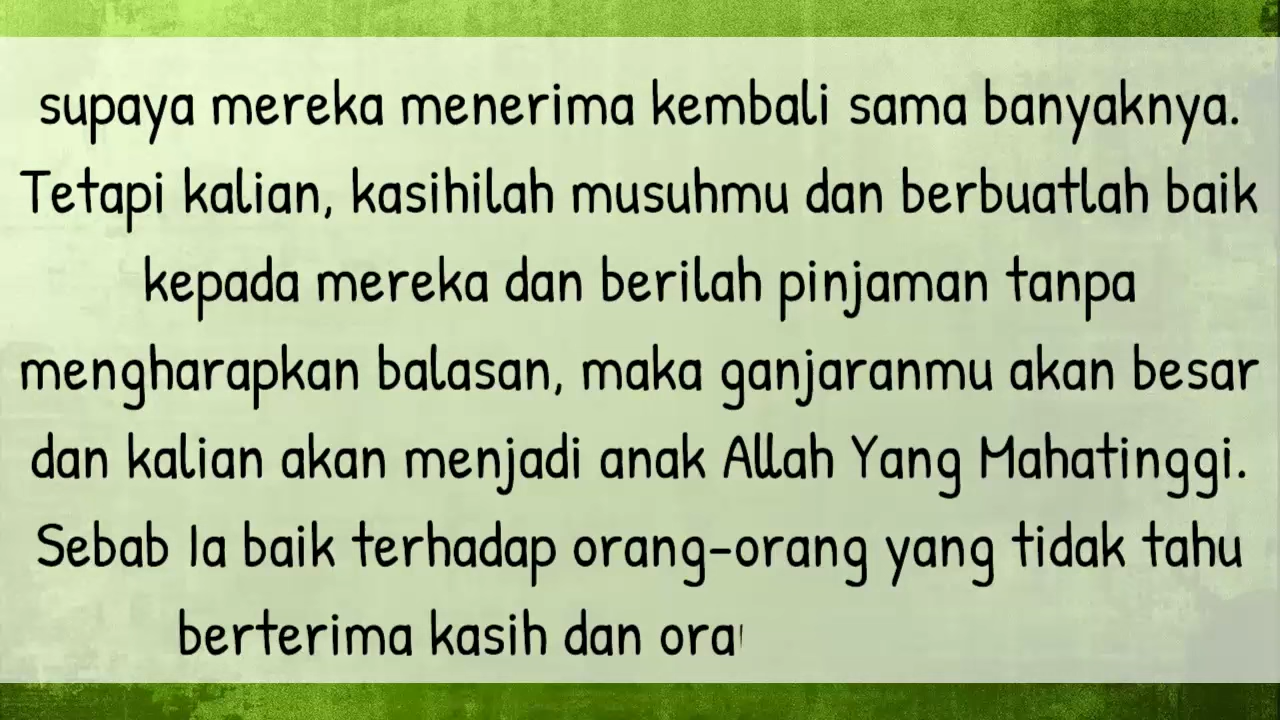 supaya mereka menerima kembali sama banyaknya.
Tetapi kalian, kasihilah musuhmu dan berbuatlah baik
kepada mereka dan berilah pinjaman tanpa
mengharapkan balasan, maka ganjaranmu akan besar
dan kalian akan menjadi anak Allah Yang Mahatinggi.
Sebab Ia baik terhadap orang-orang yang tidak tahu
berterima kasih dan